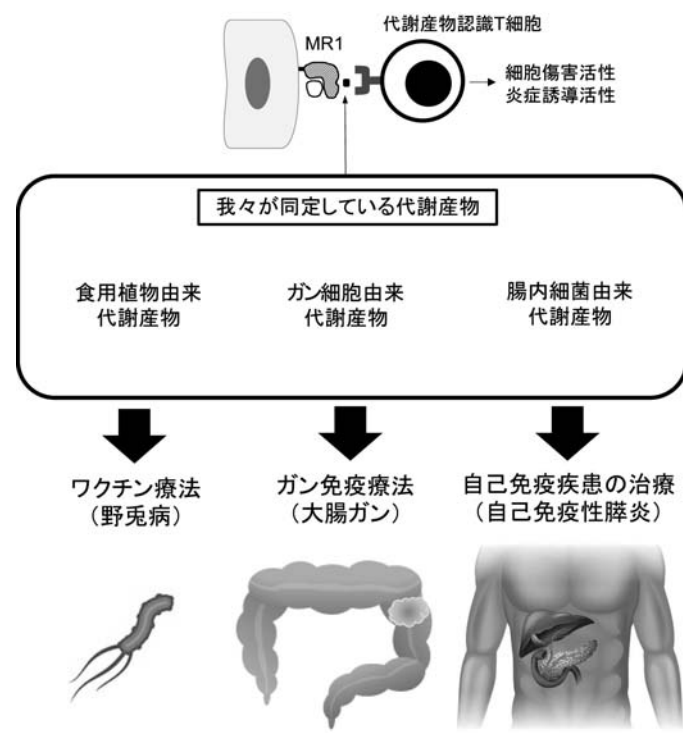 代謝産物認識T細胞
MR1
細胞傷害活性
炎症誘導活性
我々が同定している代謝産物
食用植物由来
代謝産物
ガン細胞由来
代謝産物
腸内細菌由来
代謝産物
ワクチン療法
（野兎病）
ガン免疫療法
（大腸ガン）
自己免疫疾患の治療
（自己免疫性膵炎）